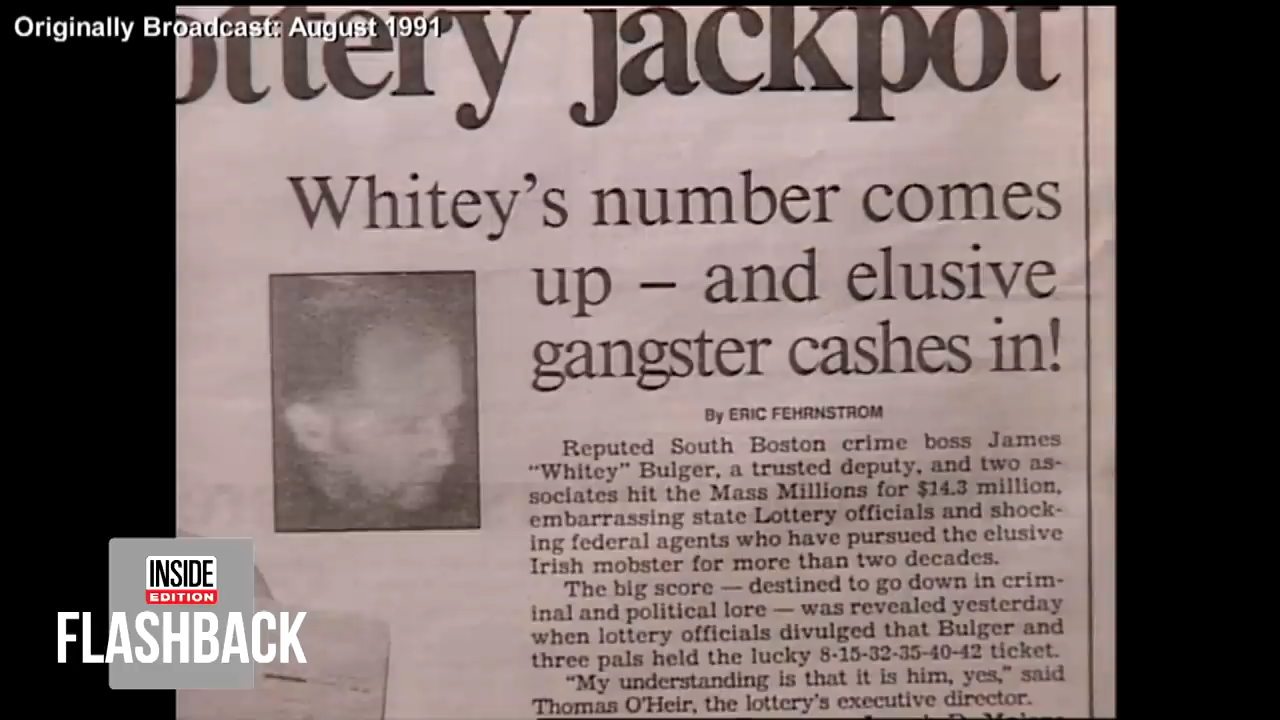 Originally Broadcast: August 1991
ottery jackpot
Whitey's number comes
up – and elusive
gangster cashes in!
By ERIC FEHRNSTROM
Reputed South Boston crime boss James
"Whitey" Bulger, a trusted deputy, and two as-
sociates hit the Mass Millions for $14.3 million,
embarrassing state Lottery officials and shock-
ing federal agents who have pursued the elusive
Irish mobster for more than two decades.
The big score — destined to go down in crim-
inal and political lore — was revealed yesterday
when lottery officials divulged that Bulger and
three pals held the lucky 8-15-32-35-40-42 ticket.
"My understanding is that it is him, yes," said
Thomas O'Heir, the lottery's executive director.
INSIDE
EDITION
FLASHBACK